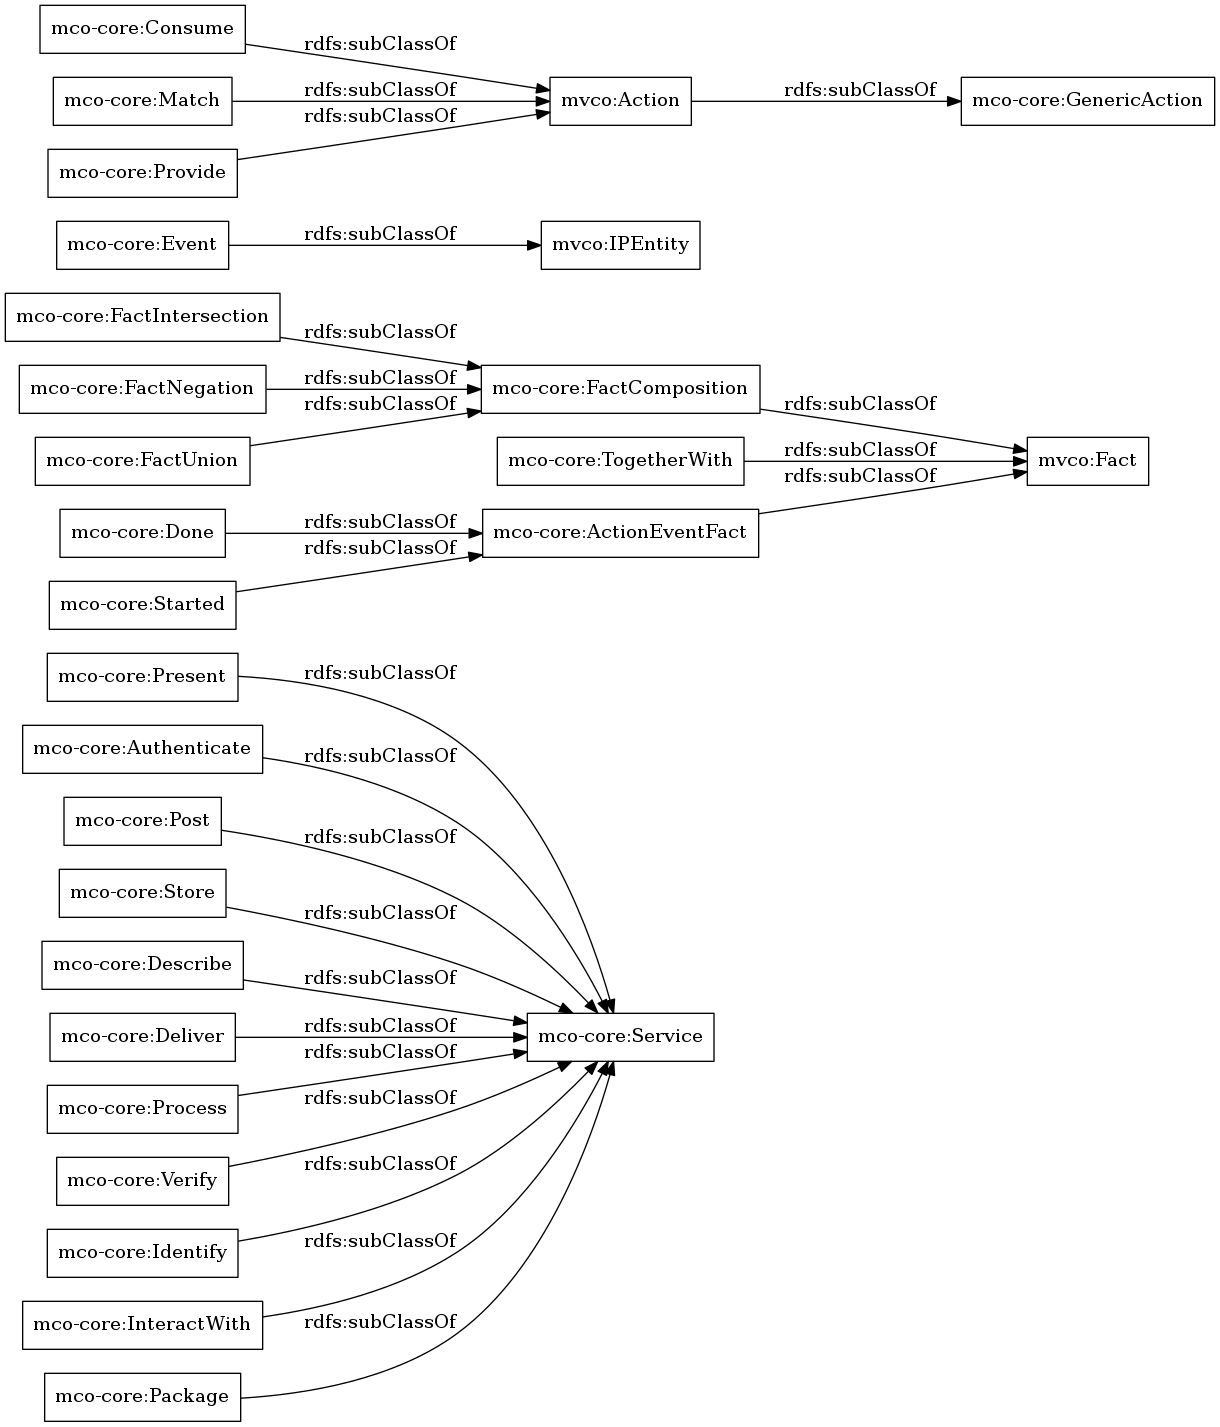 mco-core:Consume
rdfs:subClassOf
mco-core:Match
rdfs:subClassOf
mvco:Action
rdfs:subClassOf
mco-core:GenericAction
rdfs:subClassOf
mco-core:Provide
mco-core:Event
rdfs:subClassOf
mvco:IPEntity
mco-core:FactIntersection
rdfs:subClassOf
mco-core:FactNegation
rdfs:subClassOf
mco-core:FactComposition
rdfs:subClassOf
rdfs:subClassOf
mco-core:FactUnion
mco-core:TogetherWith
rdfs:subClassOf
mvco:Fact
rdfs:subClassOf
mco-core:Done
rdfs:subClassOf
mco-core:ActionEventFact
rdfs:subClassOf
mco-core:Started
mco-core:Present
rdfs:subClassOf
mco-core:Authenticate
rdfs:subClassOf
mco-core:Post
rdfs:subClassOf
mco-core:Store
rdfs:subClassOf
mco-core:Describe
rdfs:subClassOf
mco-core:Deliver
rdfs:subClassOf
mco-core:Service
rdfs:subClassOf
mco-core:Process
rdfs:subClassOf
mco-core:Verify
rdfs:subClassOf
mco-core:Identify
rdfs:subClassOf
mco-core:InteractWith
rdfs:subClassOf
mco-core:Package